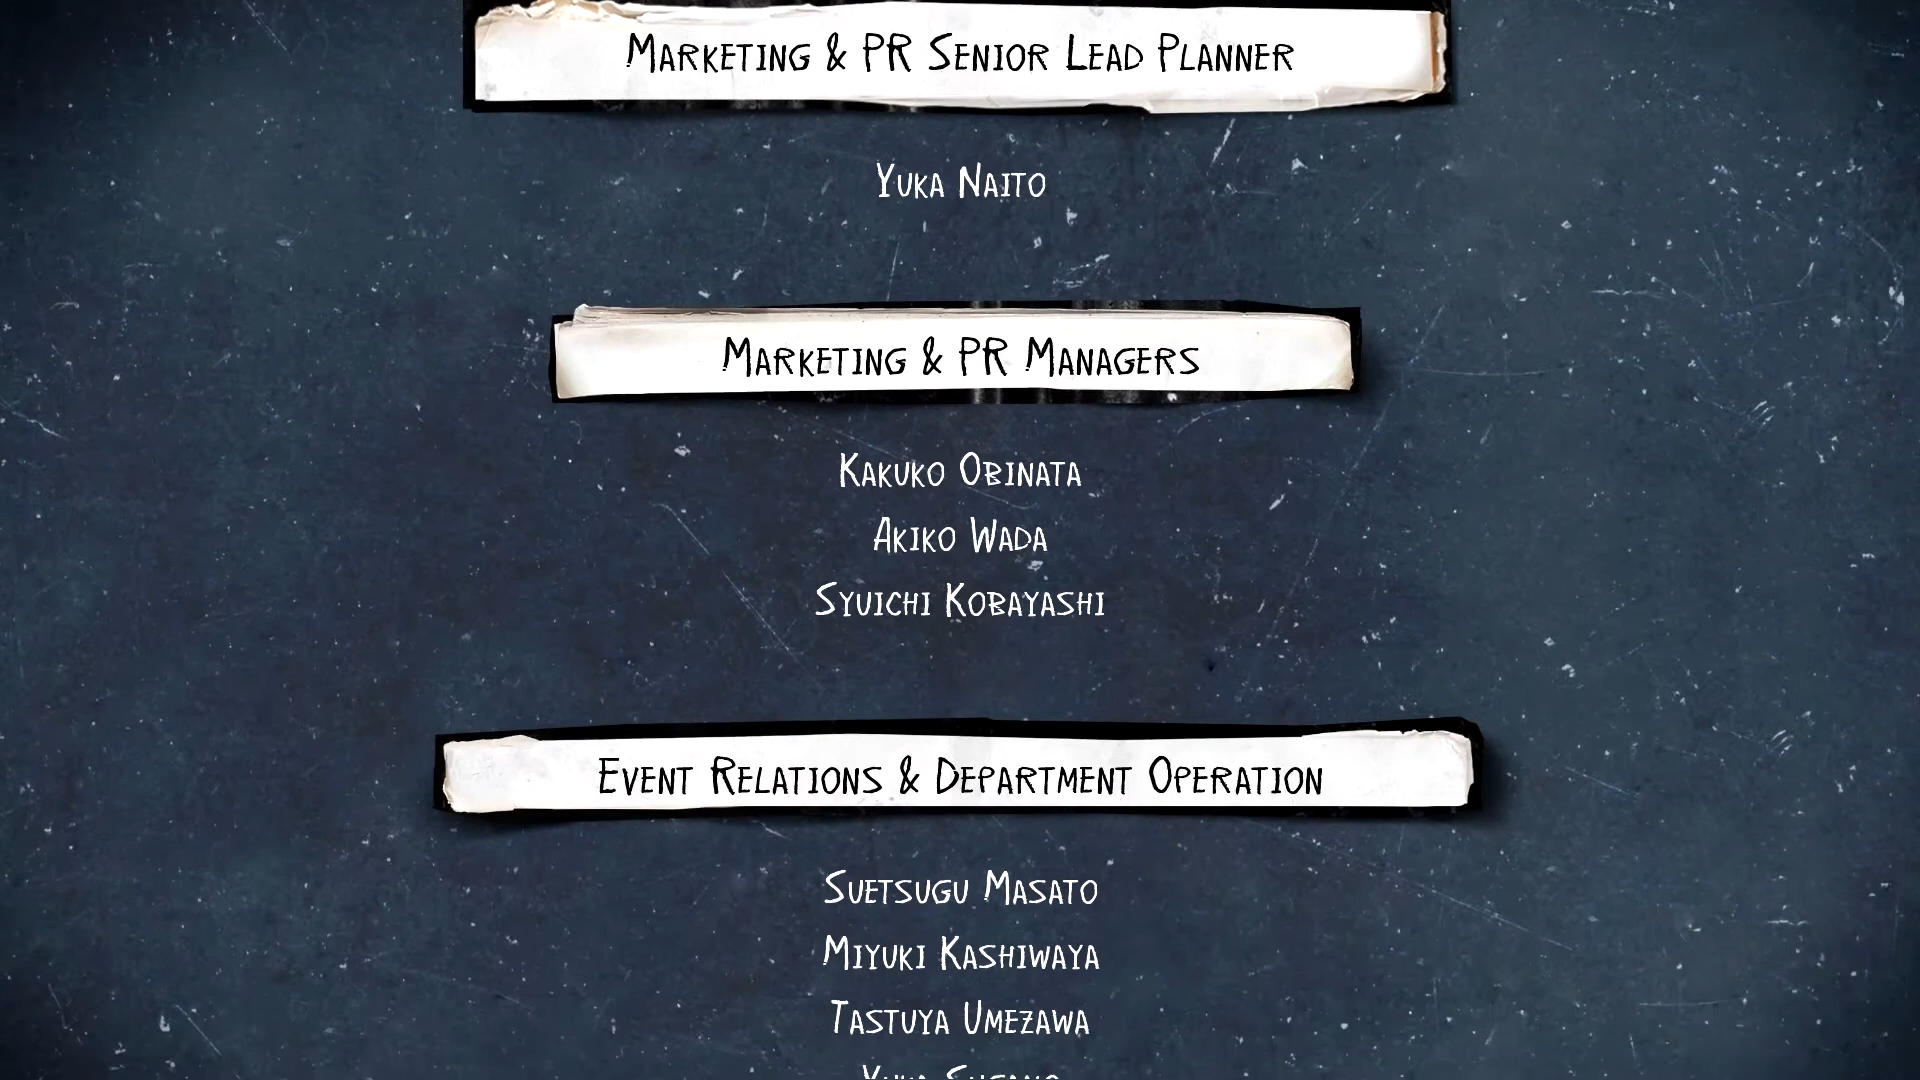 Marketing & PR Senior Lead Planner
Yuka Naito
Marketing & PR Managers
Kakuko Obinata
Akiko Wada
Syuichi Kobayashi
Event Relations & Department Operation
Suetsugu Masato
Miyuki Kashiwaya
Tastuya Umezawa